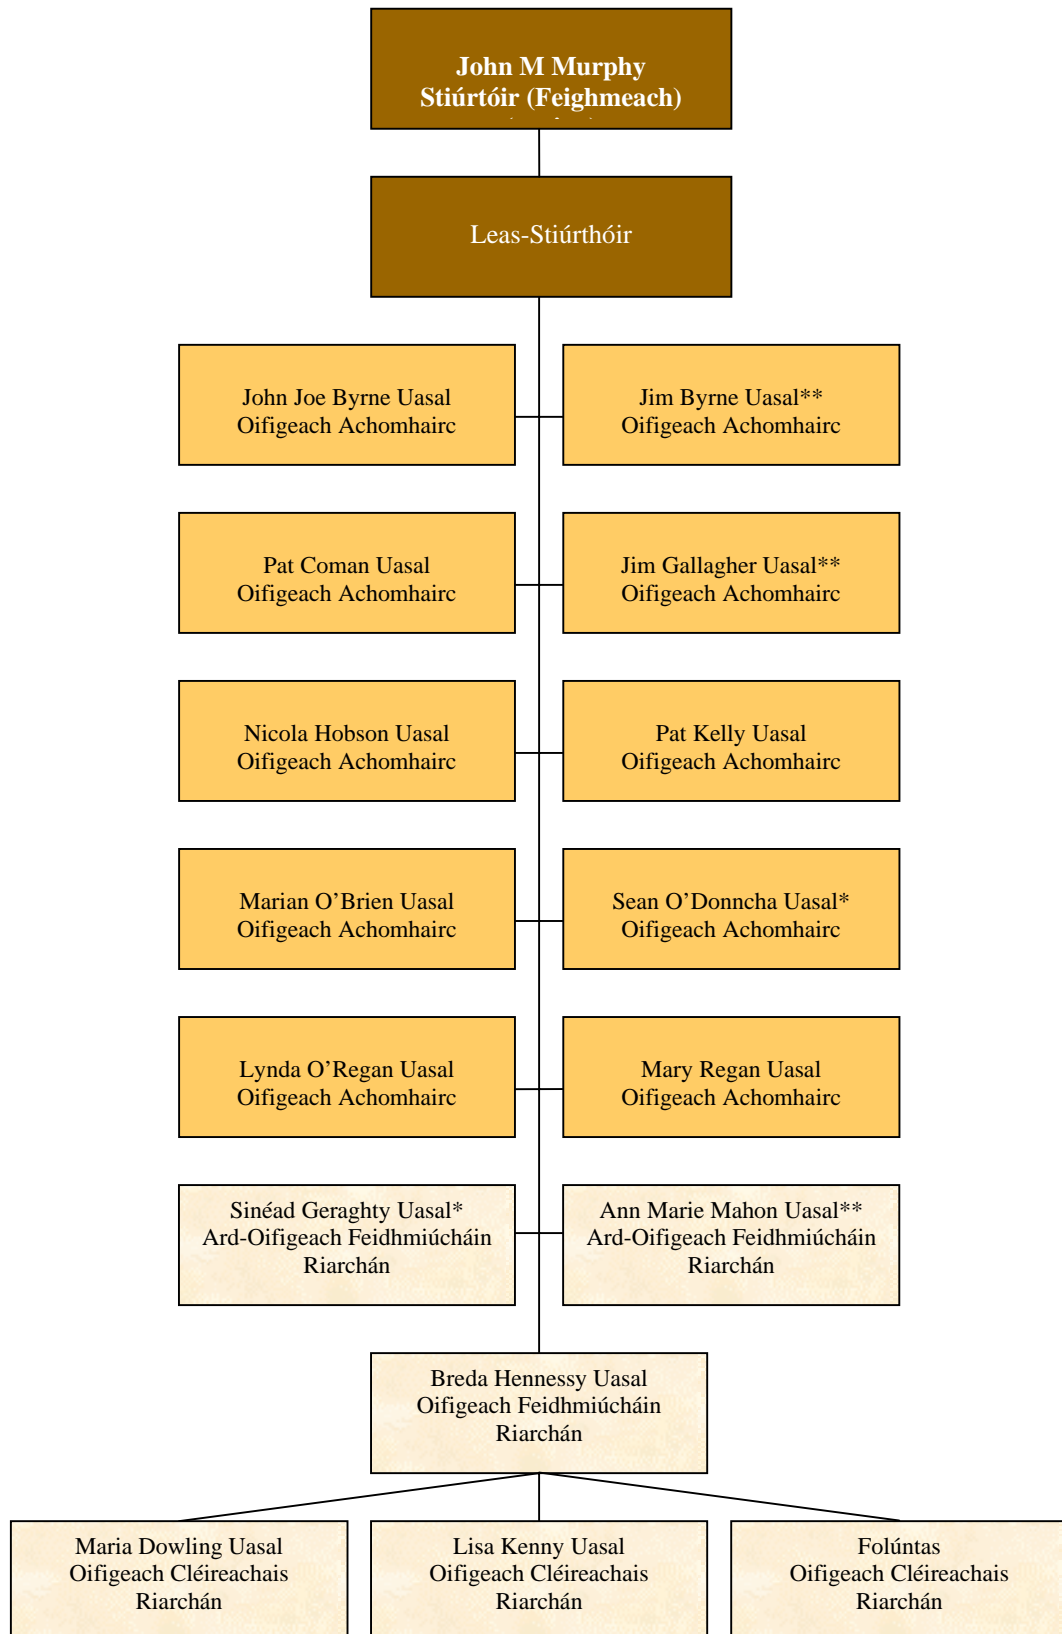 John M Murphy
Stiúrtóir (Feighmeach)
Leas-Stiúrthóir
John Joe Byrne Uasal
Oifigeach Achomhairc
Jim Byrne Uasal**
Oifigeach Achomhairc
Pat Coman Uasal
Oifigeach Achomhairc
Jim Gallagher Uasal**
Oifigeach Achomhairc
Nicola Hobson Uasal
Oifigeach Achomhairc
Pat Kelly Uasal
Oifigeach Achomhairc
Marian O’Brien Uasal
Oifigeach Achomhairc
Sean O’Donncha Uasal*
Oifigeach Achomhairc
Lynda O’Regan Uasal
Oifigeach Achomhairc
Mary Regan Uasal
Oifigeach Achomhairc
Sinéad Geraghty Uasal*
Ard-Oifigeach Feidhmiúcháin
Riarchán
Ann Marie Mahon Uasal**
Ard-Oifigeach Feidhmiúcháin
Riarchán
Breda Hennessy Uasal
Oifigeach Feidhmiúcháin
Riarchán
Maria Dowling Uasal
Oifigeach Cléireachais
Riarchán
Lisa Kenny Uasal
Oifigeach Cléireachais
Riarchán
Folúntas
Oifigeach Cléireachais
Riarchán